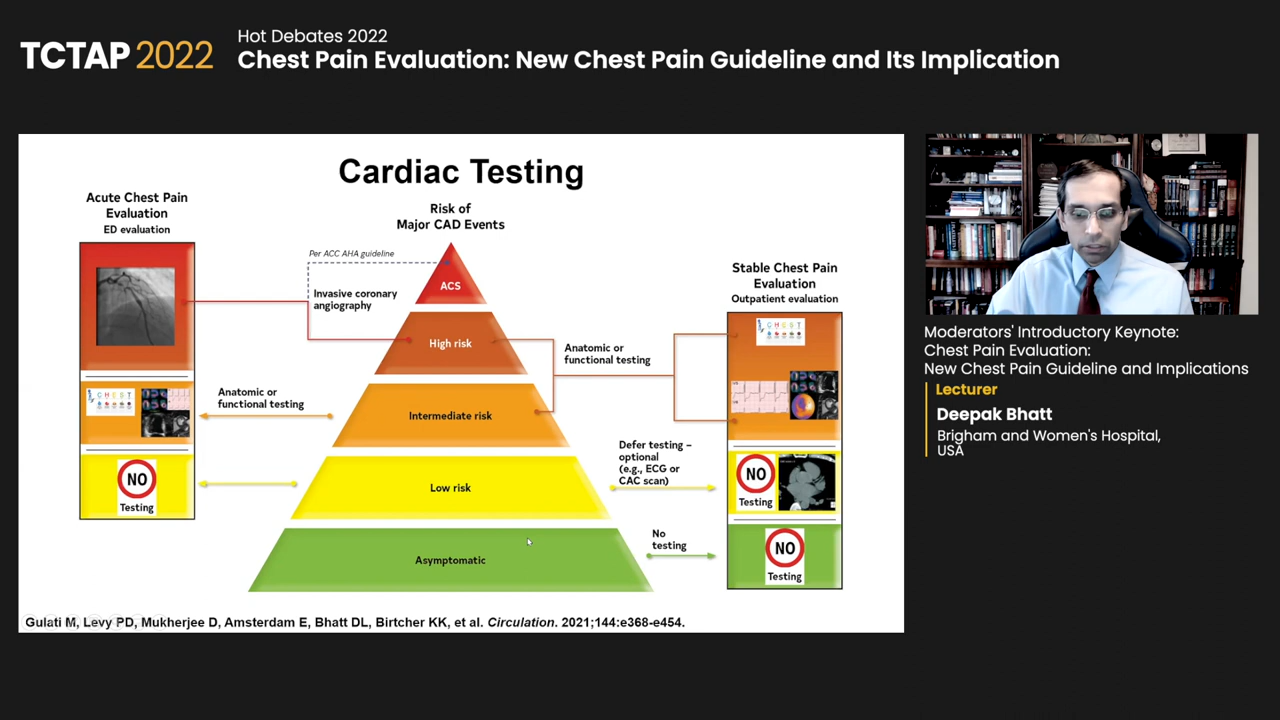 TCTAP 2022
Hot Debates 2022
Chest Pain Evaluation: New Chest Pain Guideline and Its Implication
Cardiac Testing
Acute Chest Pain
Evaluation
ED evaluation
Risk of
Major CAD Events
Per ACC AHA guideline
Invasive coronary
angiography
ACS
High risk
Anatomic or
functional testing
Stable Chest Pain
Evaluation
Outpatient evaluation
CHEST
CHEST
Anatomic or
functional testing
Intermediate risk
Defer testing –
optional
(e.g., ECG or
CAC scan)
NO
Testing
Low risk
NO
Testing
No
testing
Asymptomatic
NO
Testing
Gulati M, Levy PD, Mukherjee D, Amsterdam E, Bhatt DL, Birtcher KK, et al. Circulation. 2021;144:e368-e454.
Moderators' Introductory Keynote:
Chest Pain Evaluation:
New Chest Pain Guideline and Implications
Lecturer
Deepak Bhatt
Brigham and Women's Hospital,
USA